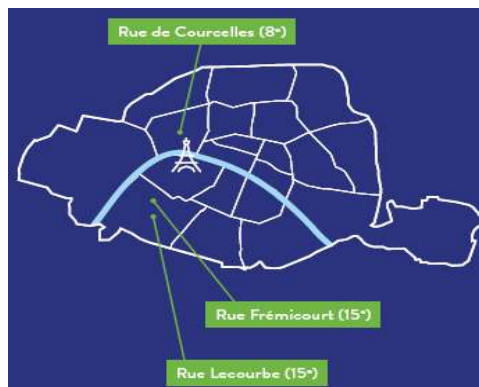 Rue de Courcelles (8e)
Rue Frémicourt (15e)
Rue Lecourbe (15e)